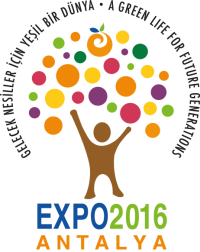 GELECEK NESİLLER İÇİN YEŞİL BİR DÜNYA • A GREEN LIFE FOR FUTURE GENERATIONS
EXPO2016
ANTALYA